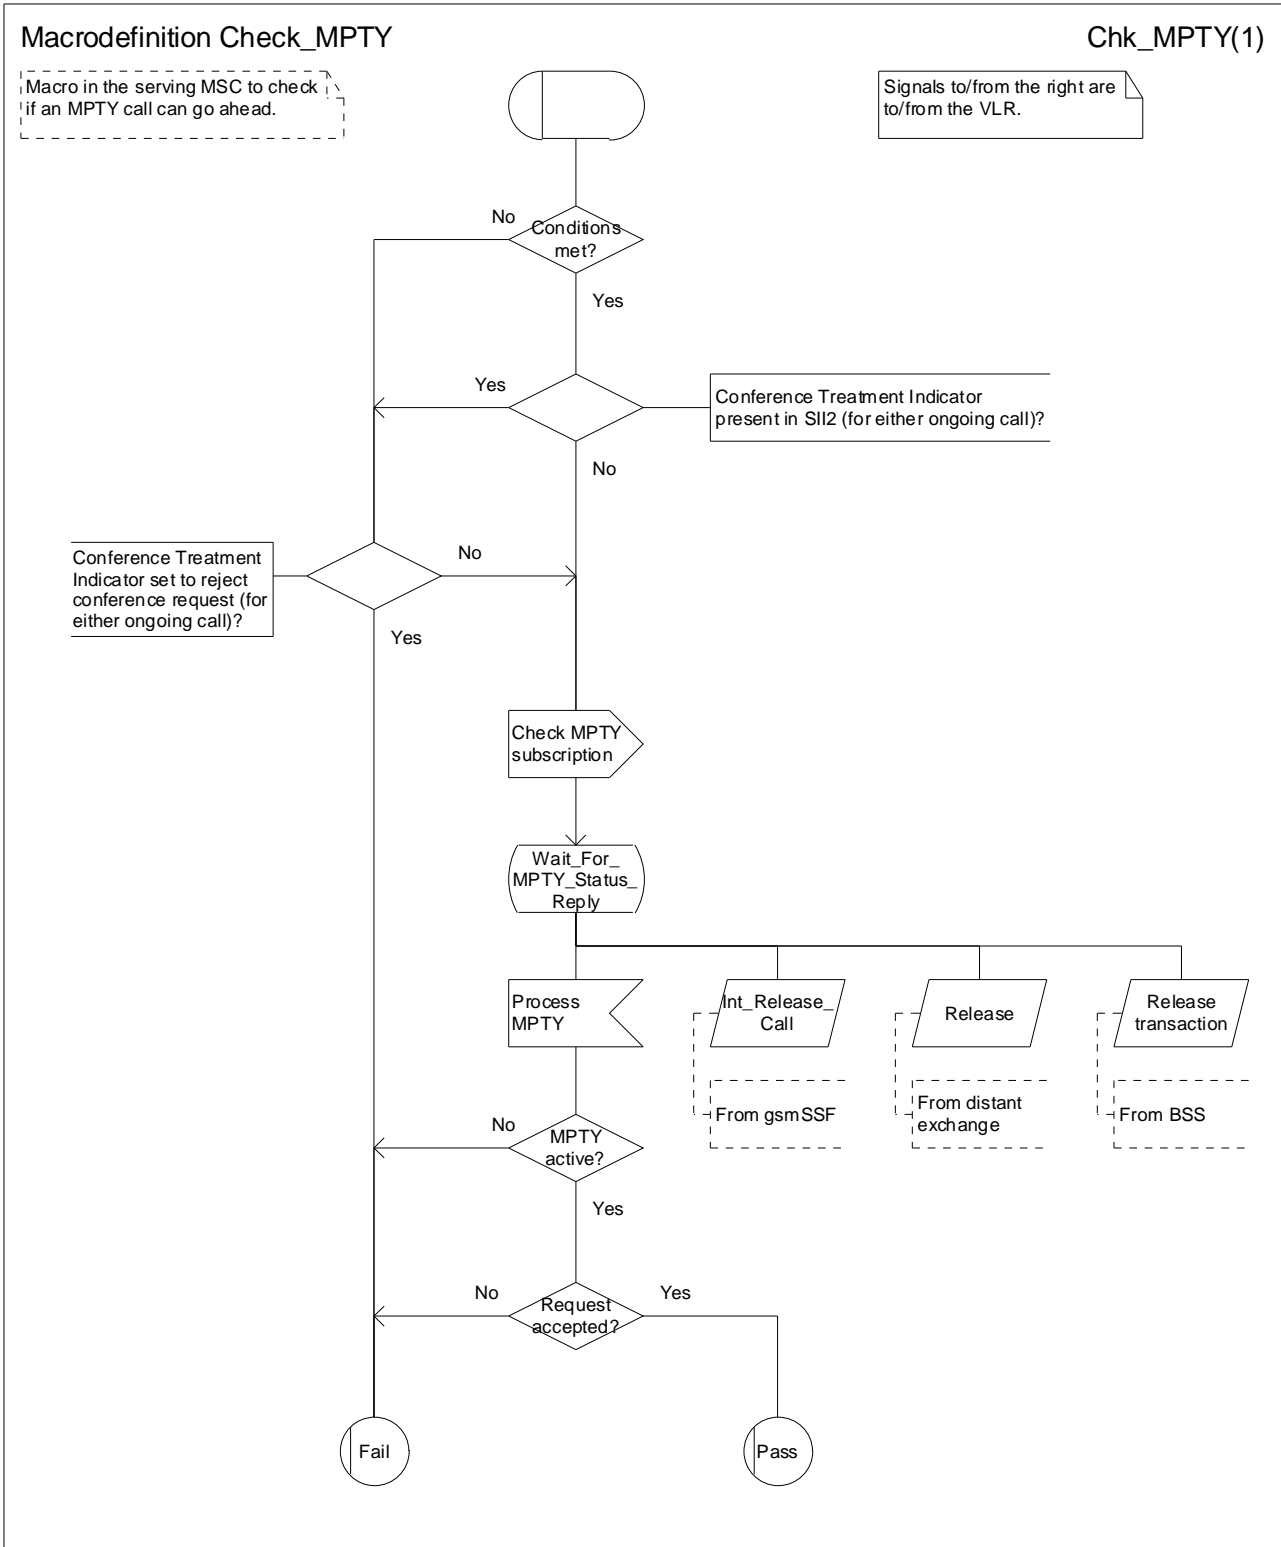 Macrodefinition Check_MPTY
Chk_MPTY(1)
Macro in the serving MSC to check
if an MPTY call can go ahead.
Signals to/from the right are
to/from the VLR.
No
Conditions
met?
Yes
Yes
Conference Treatment Indicator
present in SII2 (for either ongoing call)?
No
Conference Treatment
Indicator set to reject
conference request (for
either ongoing call)?
No
Yes
Check MPTY
subscription
Wait_For_
MPTY_Status_
Reply
Process
MPTY
Int_Release_
Call
Release
Release
transaction
From gsmSSF
From distant
exchange
From BSS
No
MPTY
active?
Yes
No
Request
accepted?
Yes
Fail
Pass